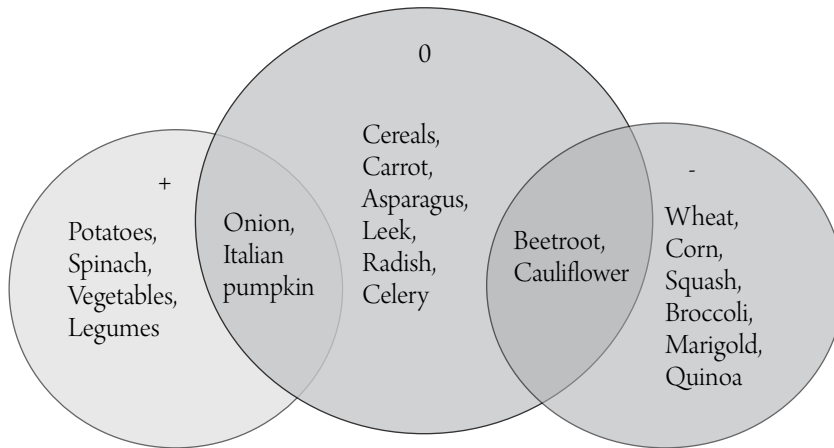 0
+
-
Potatoes,
Spinach,
Vegetables,
Legumes
Onion,
Italian
pumpkin
Cereals,
Carrot,
Asparagus,
Leek,
Radish,
Celery
Beetroot,
Cauliflower
Wheat,
Corn,
Squash,
Broccoli,
Marigold,
Quinoa